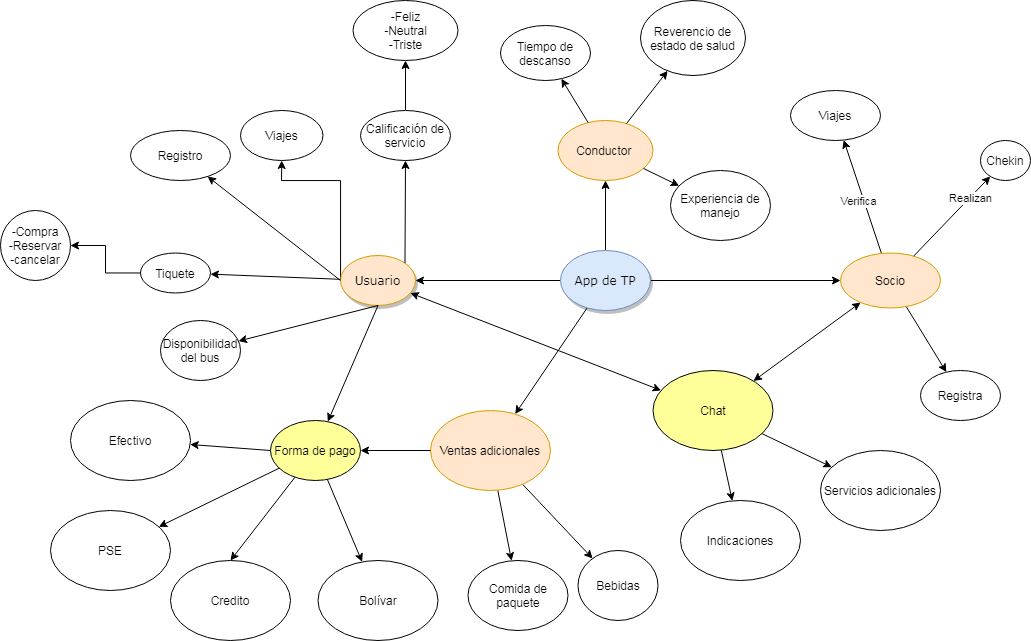 -Feliz
-Neutral
-Triste
Tiempo de
descanso
Reverencio de
estado de salud
Viajes
Calificación de
servicio
Viajes
Registro
Conductor
Chekin
Experiencia de
manejo
Verifica
Realizan
-Compra
-Reservar
-cancelar
Tiquete
Usuario
App de TP
Socio
Disponibilidad
del bus
Chat
Registra
Efectivo
Forma de pago
Ventas adicionales
Servicios adicionales
PSE
Indicaciones
Credito
Bolívar
Comida de
paquete
Bebidas